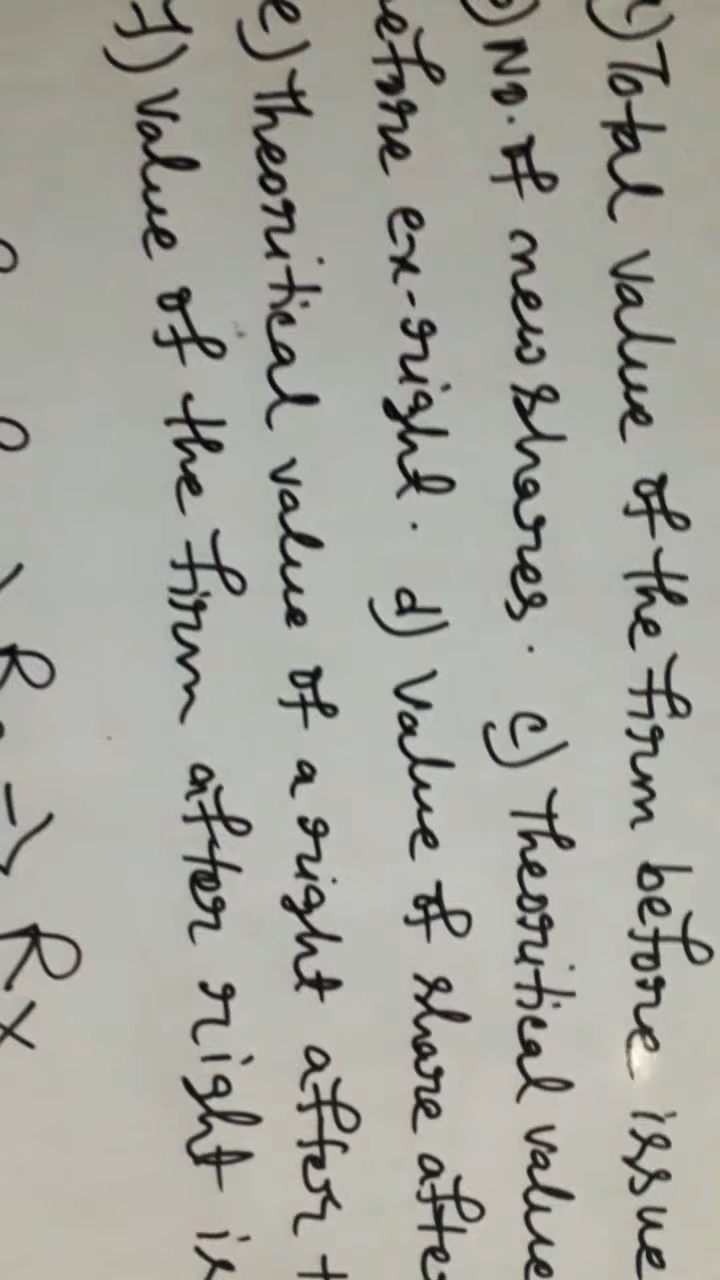 a) Total value of the firm before issue
b) No. of new shares. c) Theoritical value
before ex-right. d) Value of share after
e) Theoritical value of a right after
f) Value of the firm after right is
R₀ → Rx